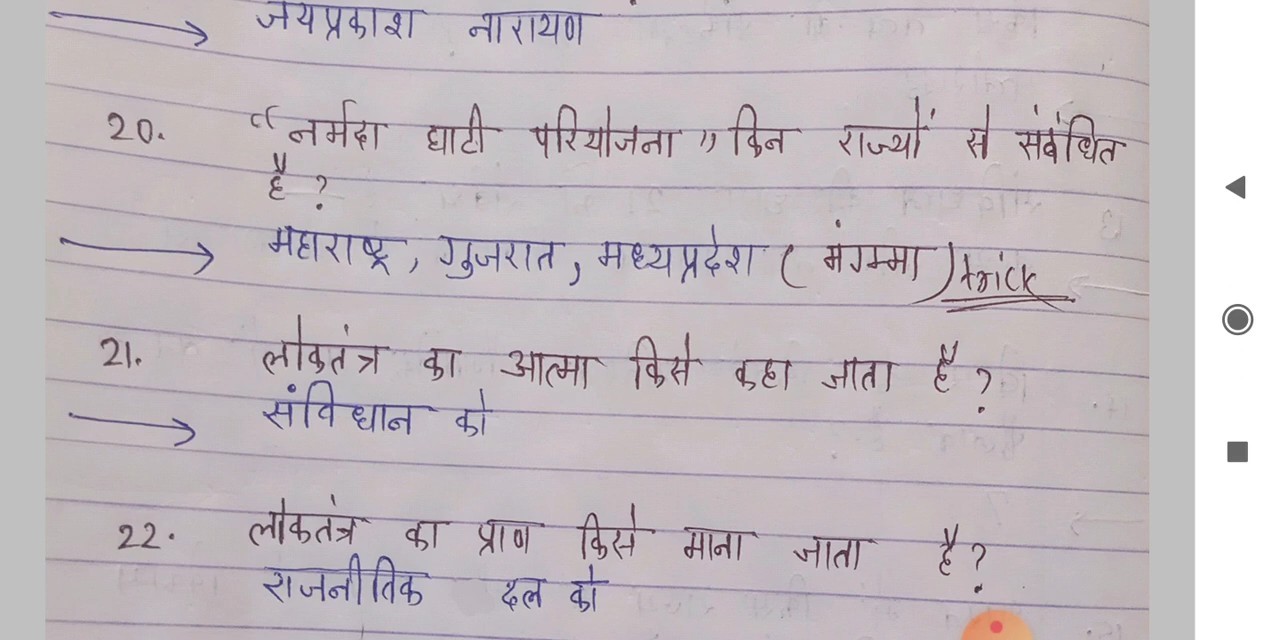 → जयप्रकाश नारायण
20. “नर्मदा घाटी परियोजना” किन राज्यों से संबंधित
है ?
→ महाराष्ट्र, गुजरात, मध्यप्रदेश ( मंगम्मा ) trick
21. लोकतंत्र का आत्मा किसे कहा जाता है ?
→ संविधान को
22. लोकतंत्र का प्राण किसे माना जाता है ?
राजनीतिक दल को